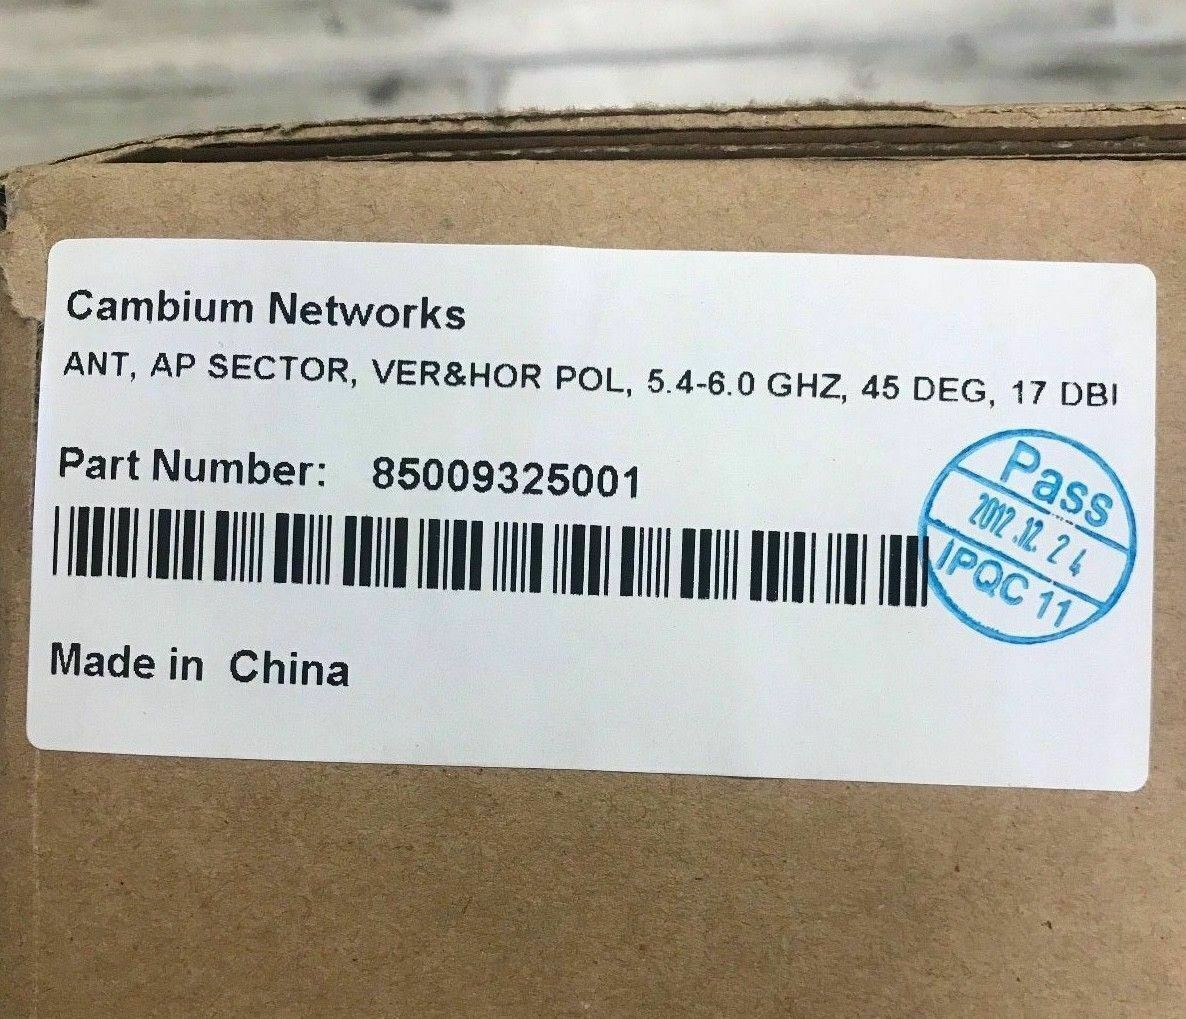 Cambium Networks
ANT, AP SECTOR, VER&HOR POL, 5.4-6.0 GHZ, 45 DEG, 17 DBI
Part Number: 85009325001
Pass
2012.12.24
IPQC 11
Made in China